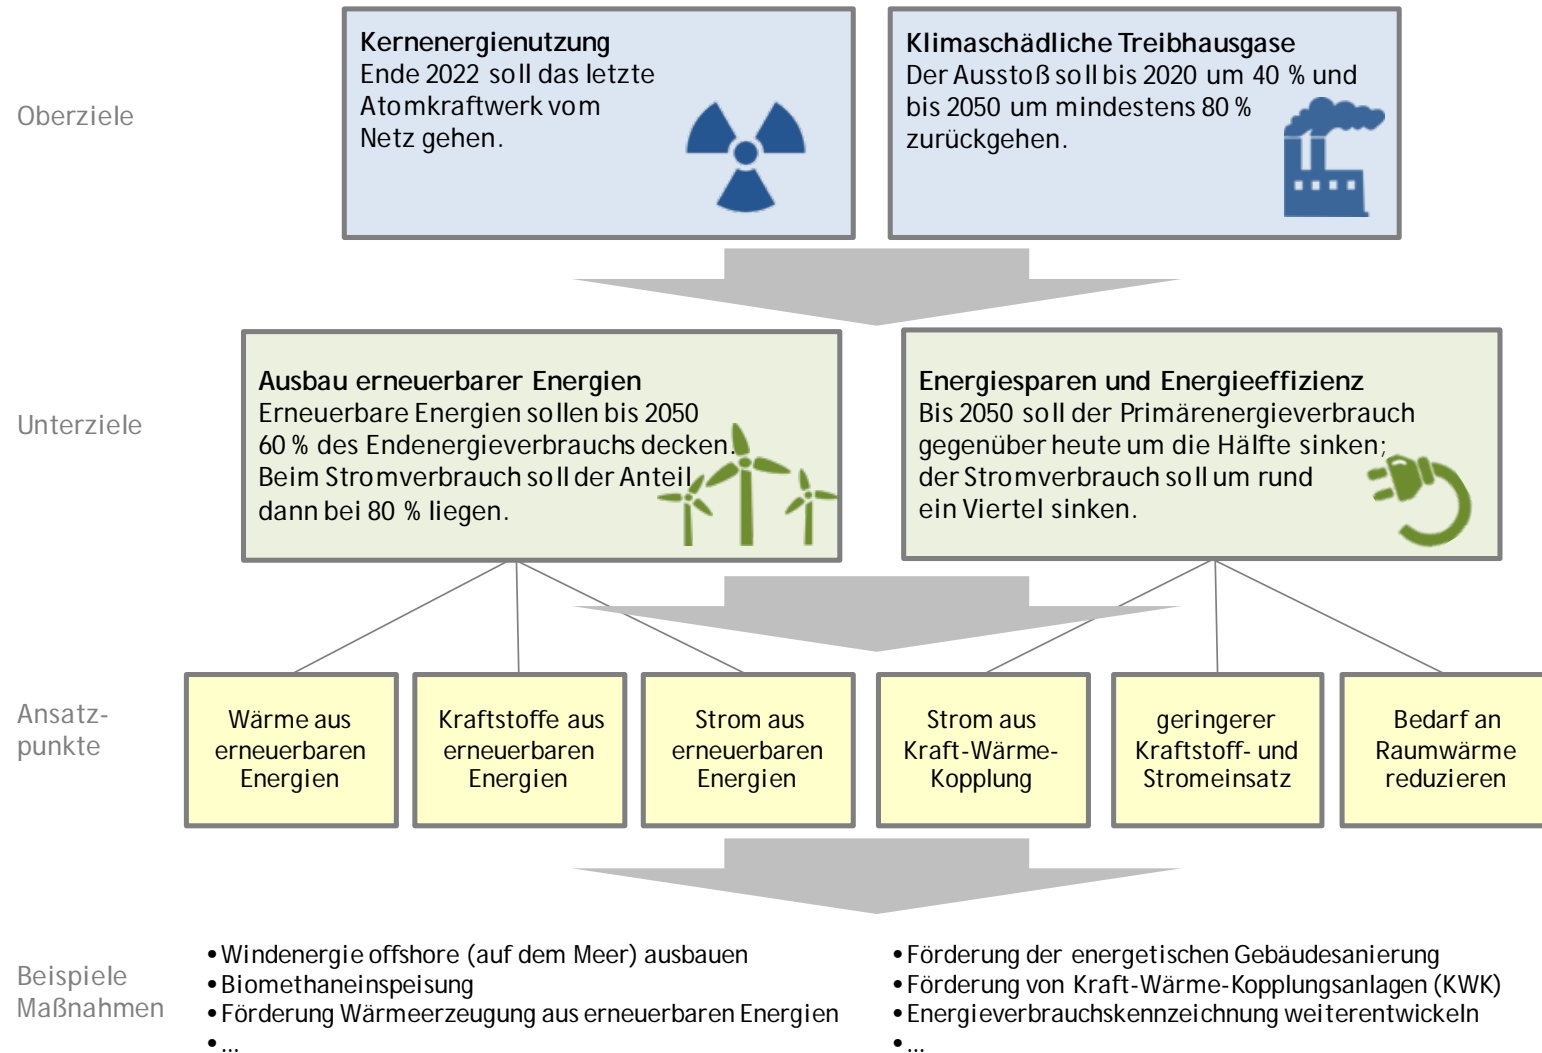 Oberziele
Kernenergienutzung
Ende 2022 soll das letzte
Atomkraftwerk vom
Netz gehen.
Klimaschädliche Treibhausgase
Der Ausstoß soll bis 2020 um 40 % und
bis 2050 um mindestens 80 %
zurückgehen.
Unterziele
Ausbau erneuerbarer Energien
Erneuerbare Energien sollen bis 2050
60 % des Endenergieverbrauchs decken.
Beim Stromverbrauch soll der Anteil
dann bei 80 % liegen.
Energiesparen und Energieeffizienz
Bis 2050 soll der Primärenergieverbrauch
gegenüber heute um die Hälfte sinken;
der Stromverbrauch soll um rund
ein Viertel sinken.
Ansatz-
punkte
Wärme aus
erneuerbaren
Energien
Kraftstoffe aus
erneuerbaren
Energien
Strom aus
erneuerbaren
Energien
Strom aus
Kraft-Wärme-
Kopplung
geringerer
Kraftstoff- und
Stromeinsatz
Bedarf an
Raumwärme
reduzieren
Beispiele
Maßnahmen
• Windenergie offshore (auf dem Meer) ausbauen
• Biomethaneinspeisung
• Förderung Wärmeerzeugung aus erneuerbaren Energien
• ...
• Förderung der energetischen Gebäudesanierung
• Förderung von Kraft-Wärme-Kopplungsanlagen (KWK)
• Energieverbrauchskennzeichnung weiterentwickeln
• ...